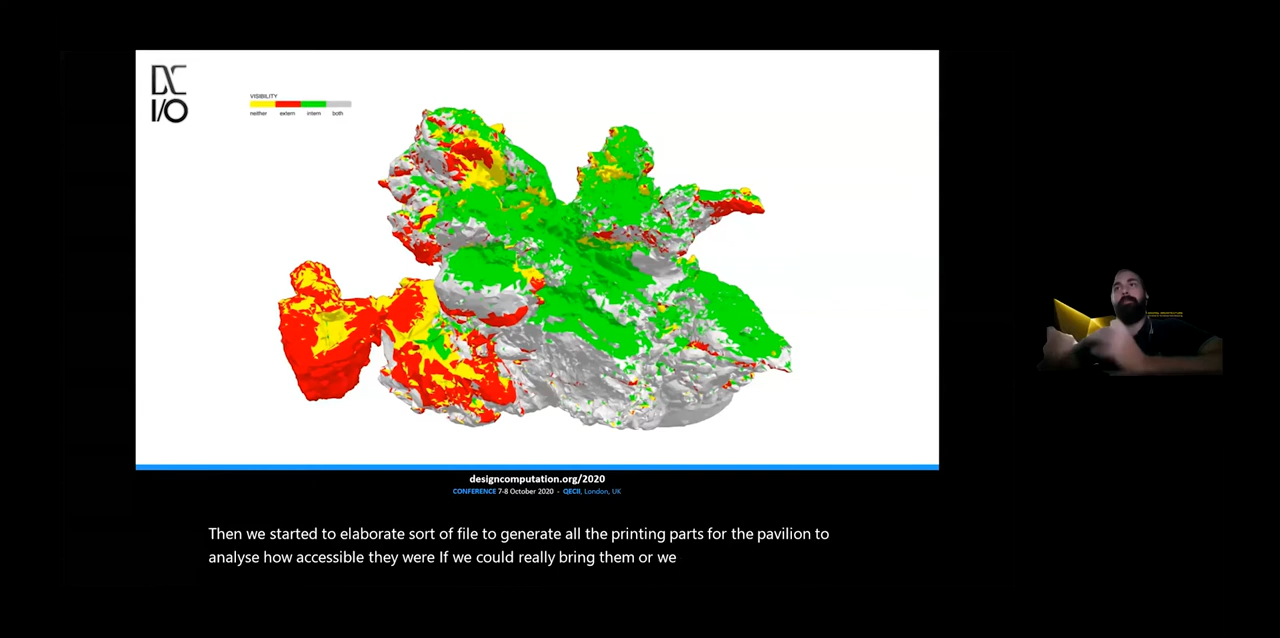 DC
I/O
VISIBILITY
neither extern intern both
designcomputation.org/2020
CONFERENCE 7-8 October 2020 - QECII, London, UK
Then we started to elaborate sort of file to generate all the printing parts for the pavilion to
analyse how accessible they were If we could really bring them or we